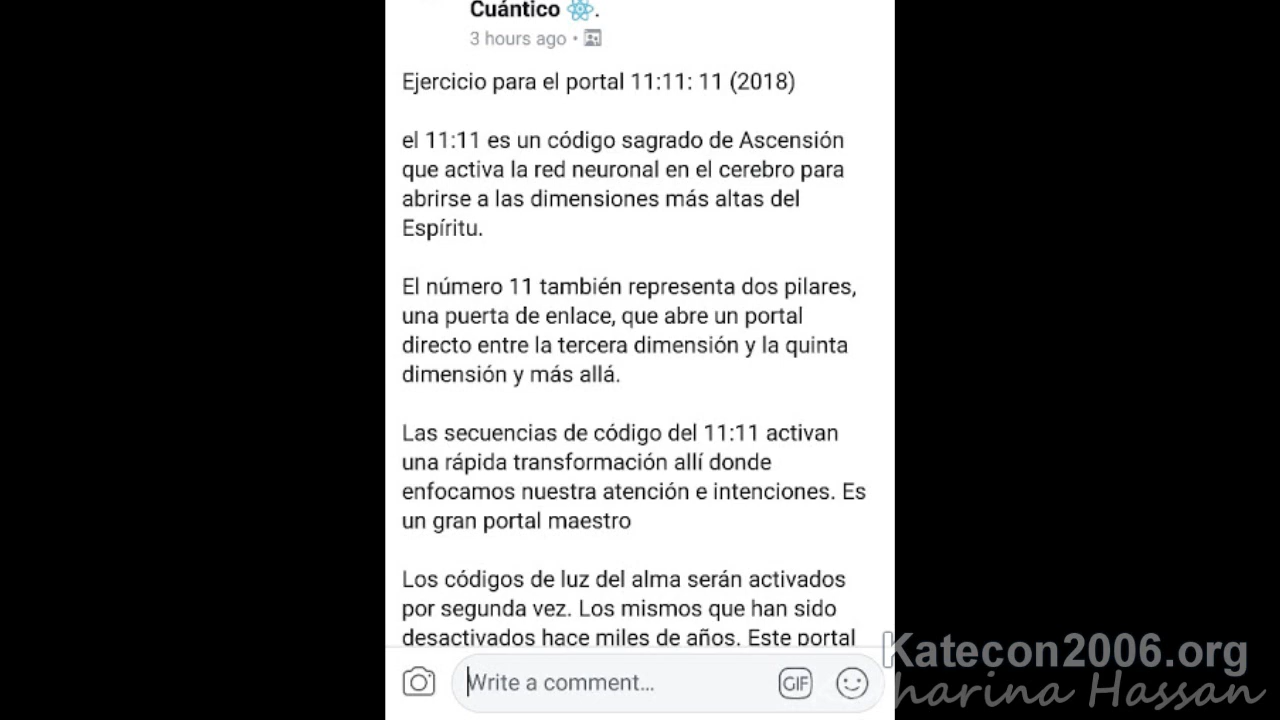 Cuántico
3 hours ago •
Ejercicio para el portal 11:11: 11 (2018)
el 11:11 es un código sagrado de Ascensión
que activa la red neuronal en el cerebro para
abrirse a las dimensiones más altas del
Espíritu.
El número 11 también representa dos pilares,
una puerta de enlace, que abre un portal
directo entre la tercera dimensión y la quinta
dimensión y más allá.
Las secuencias de código del 11:11 activan
una rápida transformación allí donde
enfocamos nuestra atención e intenciones. Es
un gran portal maestro
Los códigos de luz del alma serán activados
por segunda vez. Los mismos que han sido
desactivados hace miles de años. Este portal
Write a comment...
GIF
Katecon2006.org
harina Hassan